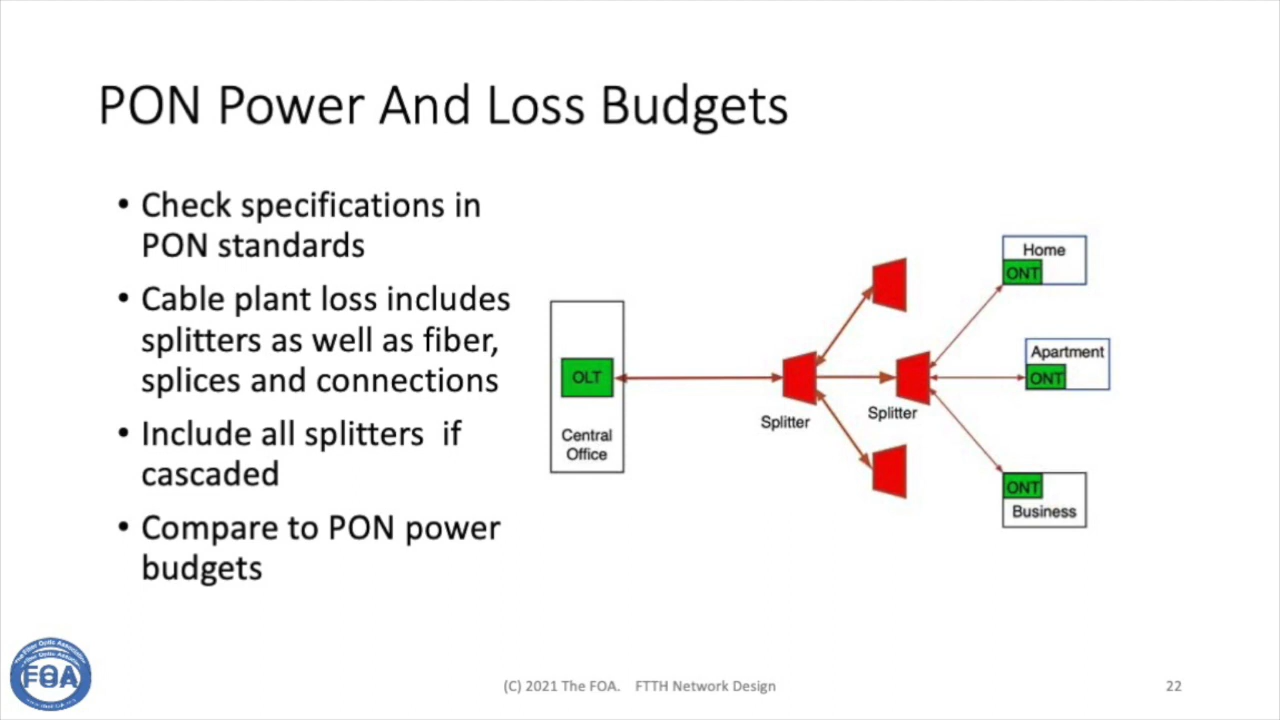 PON Power And Loss Budgets
• Check specifications in
PON standards
• Cable plant loss includes
splitters as well as fiber,
splices and connections
• Include all splitters if
cascaded
• Compare to PON power
budgets
OLT
Central
Office
Splitter
Splitter
Home
ONT
Apartment
ONT
ONT
Business
FOA
(C) 2021 The FOA. FTTH Network Design
22